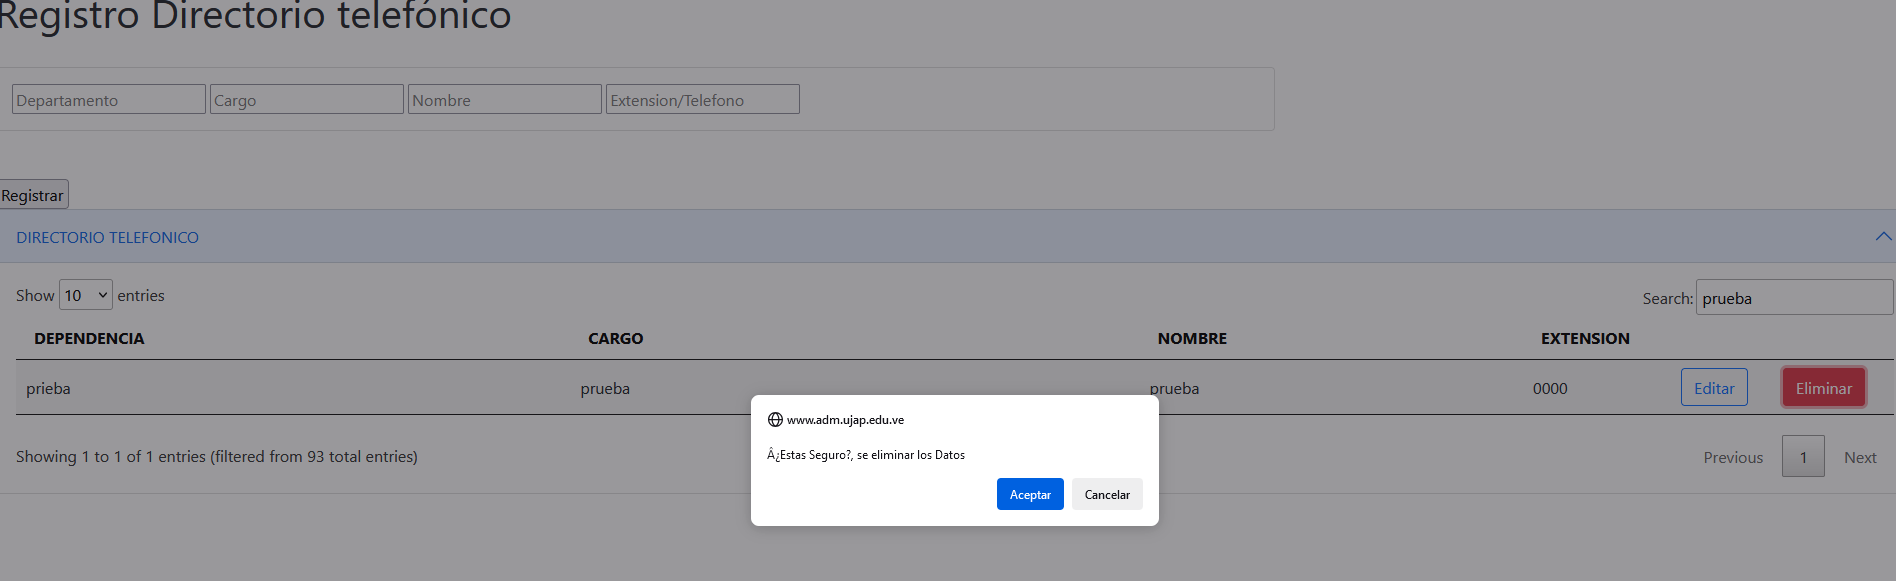 Registro Directorio telefónico
Departamento Cargo Nombre Extension/Telefono
Registrar
DIRECTORIO TELEFONICO
Show 10 entries Search: prueba
DEPENDENCIA CARGO NOMBRE EXTENSION
prieba prueba prueba 0000 Editar Eliminar
www.adm.ujap.edu.ve
Â¿Estas Seguro?, se eliminar los Datos
Aceptar Cancelar
Showing 1 to 1 of 1 entries (filtered from 93 total entries) Previous 1 Next